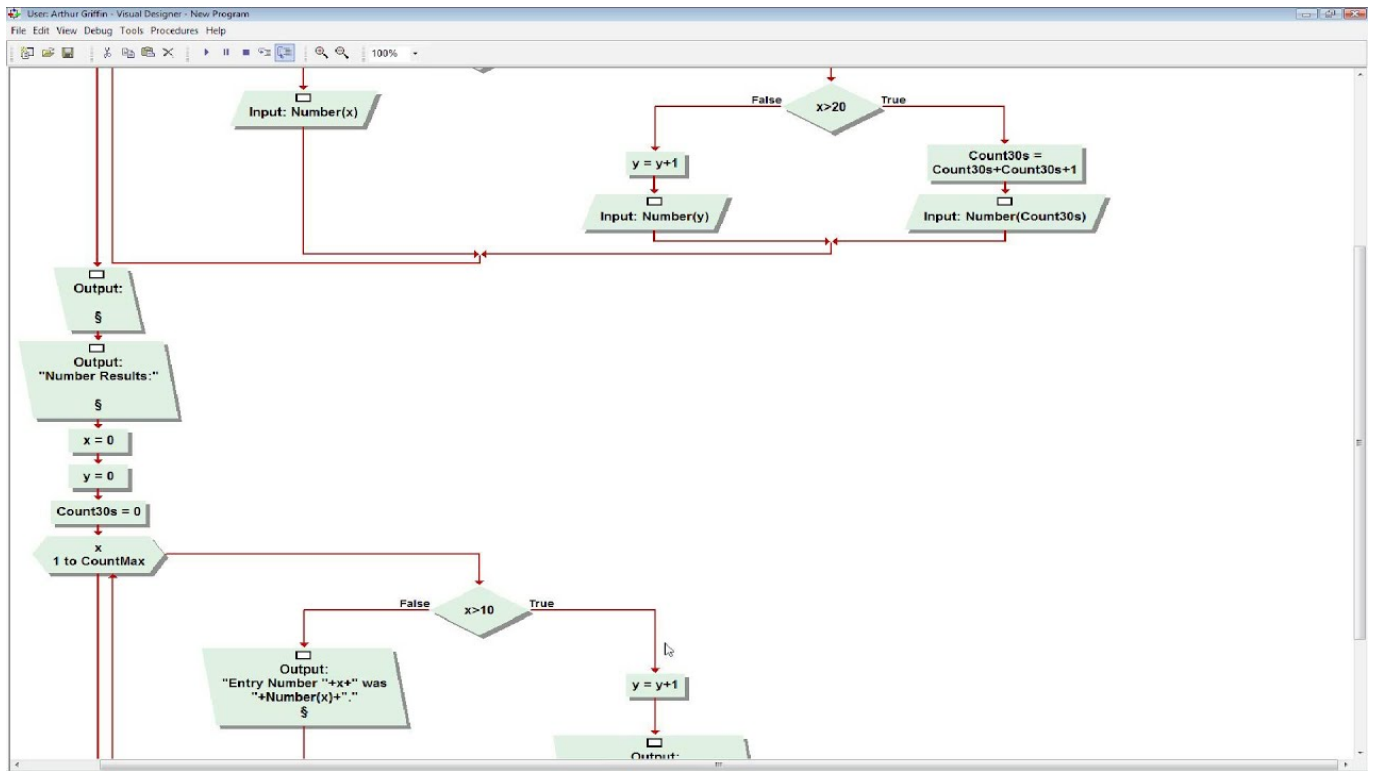 User: Arthur Griffin - Visual Designer - New Program
File Edit View Debug Tools Procedures Help
100%
Input: Number(x)
False
x>20
True
y = y+1
Count30s =
Count30s+Count30s+1
Input: Number(y)
Input: Number(Count30s)
Output:
§
Output:
"Number Results:"
§
x = 0
y = 0
Count30s = 0
x
1 to CountMax
False
x>10
True
Output:
"Entry Number "+x+" was
"+Number(x)+"."
§
y = y+1
Output: